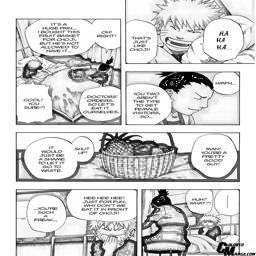 HA
HA
HA...
THAT'S
JUST LIKE
CHOJI!
HMPH...
YOU TWO
AREN'T
THE TYPE
TO GET
FEMALE
VISITORS,
SO...
OH!
RIGHT!
IT'S A
HUGE PAIN...
I BOUGHT THIS
FRUIT BASKET
FOR CHOJI,
BUT HE'S NOT
ALLOWED TO
HAVE IT...
...DOCTORS'
ORDERS.
SO LET'S
EAT IT
OURSELVES.
COOL!
YOU
SURE?!
MAN!
YOU'RE A
PRETTY
GOOD
GUY!
SHUT
UP!
IT
WOULD
JUST BE
A SHAME
TO LET IT
GO TO
WASTE.
HUH?
WHAT?!
HEE HEE HEE!
JUST FOR FUN,
WHY DON'T WE
EAT IT IN FRONT
OF CHOJI?!
...YOU'RE
SUCH
A FREAK...